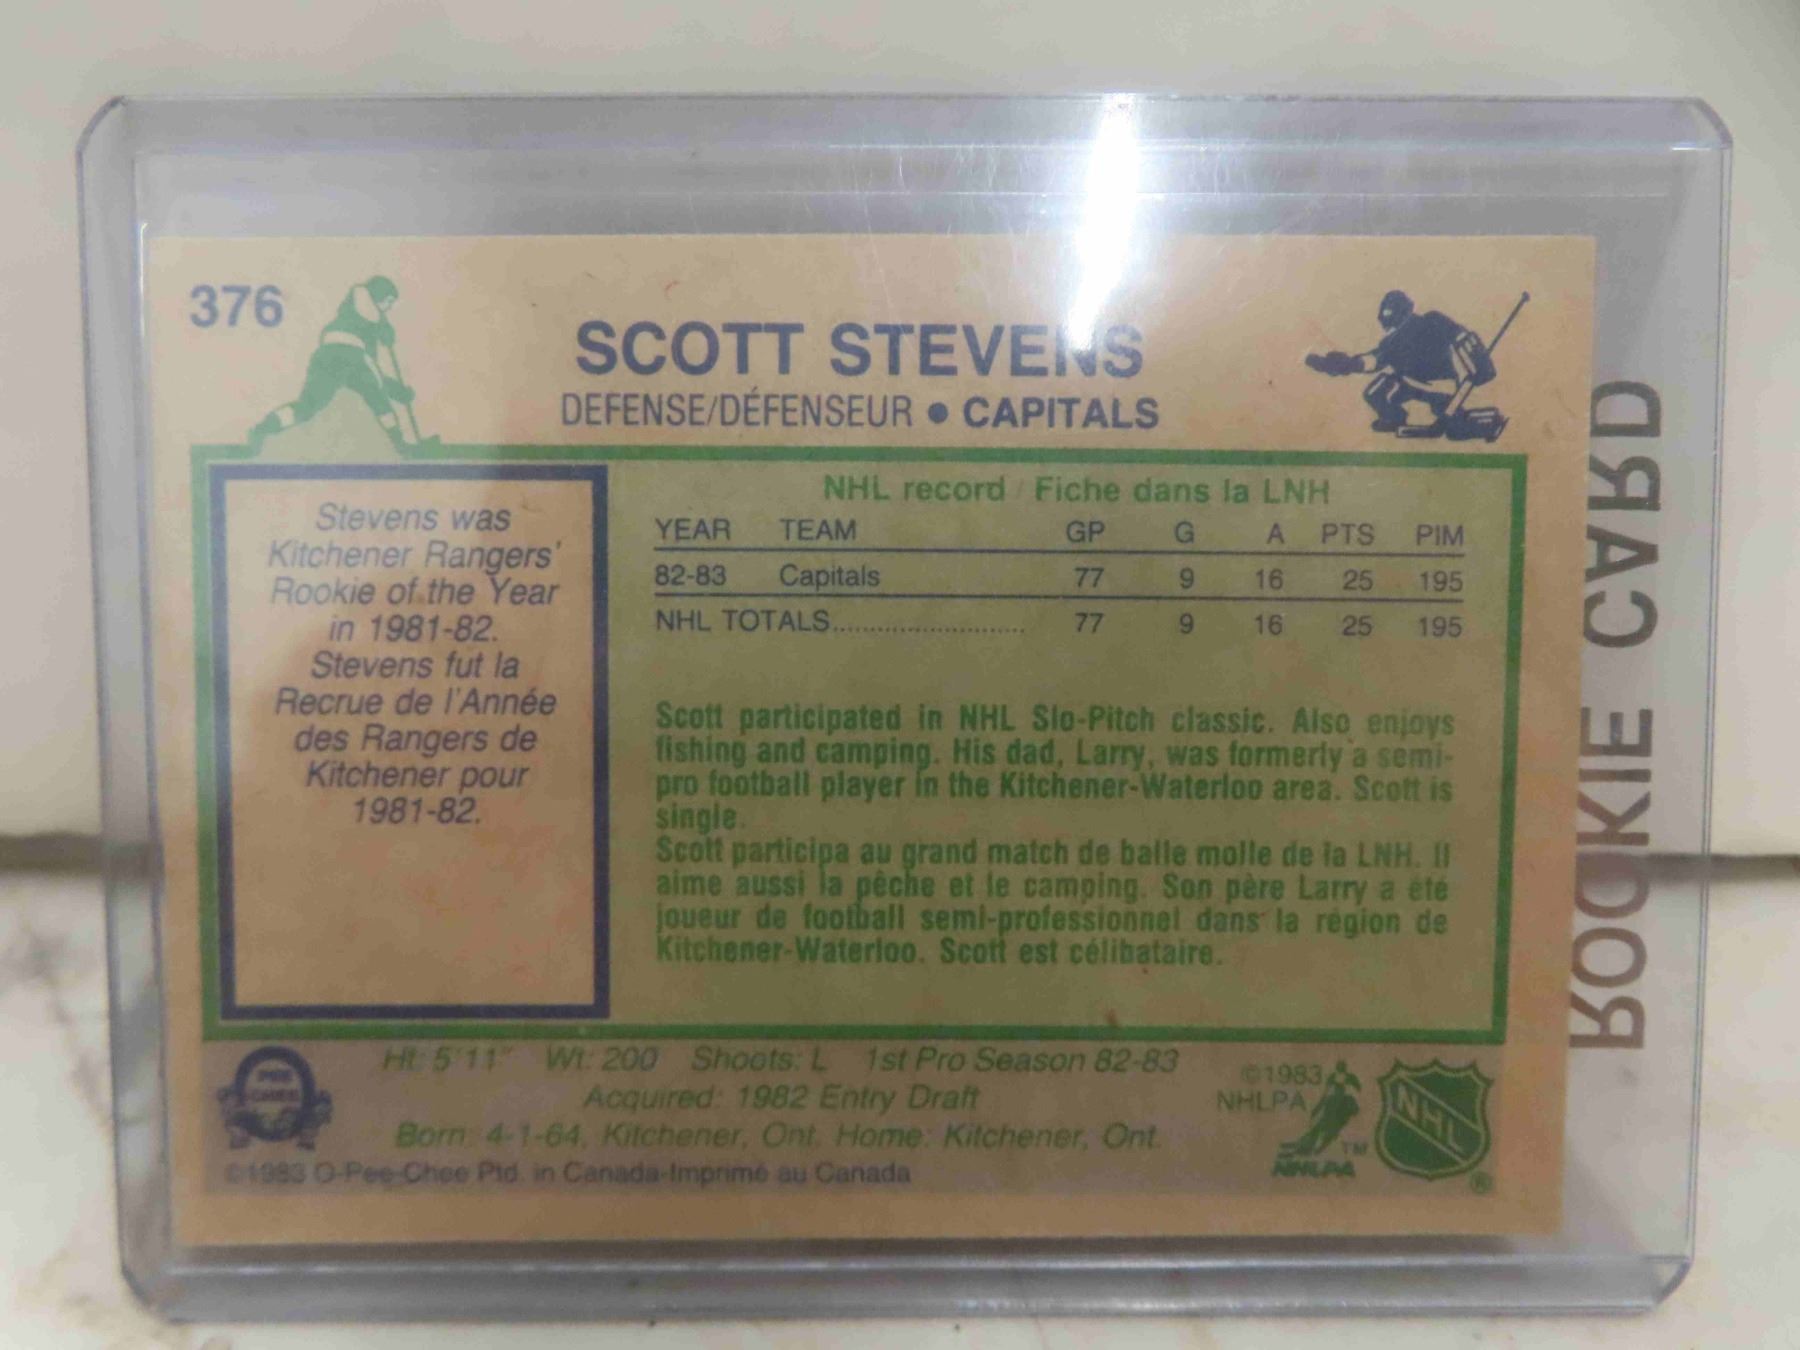 376
SCOTT STEVENS
DEFENSE/DÉFENSEUR • CAPITALS
Stevens was
Kitchener Rangers'
Rookie of the Year
in 1981-82.
Stevens fut la
Recrue de l'Année
des Rangers de
Kitchener pour
1981-82.
NHL record / Fiche dans la LNH
YEAR TEAM GP G A PTS PIM
82-83 Capitals 77 9 16 25 195
NHL TOTALS.......................... 77 9 16 25 195
Scott participated in NHL Slo-Pitch classic. Also enjoys
fishing and camping. His dad, Larry, was formerly a semi-
pro football player in the Kitchener-Waterloo area. Scott is
single.
Scott participa au grand match de balle molle de la LNH. Il
aime aussi la pêche et le camping. Son père Larry a été
joueur de football semi-professionnel dans la région de
Kitchener-Waterloo. Scott est célibataire.
Ht: 5'11" Wt: 200 Shoots: L 1st Pro Season 82-83
Acquired: 1982 Entry Draft
Born: 4-1-64, Kitchener, Ont. Home: Kitchener, Ont.
©1983 O-Pee-Chee Ptd. in Canada-Imprimé au Canada
O PEE CHEE
©1983
NHLPA
NHLPA
TM
NHL
®
ROOKIE CARD